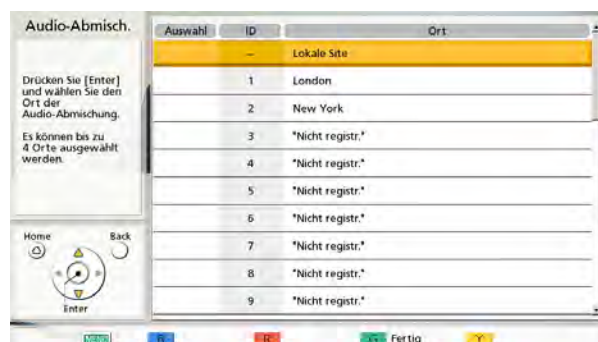 Audio-Abmisch.
Auswahl ID Ort
– Lokale Site
Drücken Sie [Enter]
und wählen Sie den
Ort der
Audio-Abmischung.
Es können bis zu
4 Orte ausgewählt
werden.
1 London
2 New York
3 "Nicht registr."
4 "Nicht registr."
5 "Nicht registr."
6 "Nicht registr."
7 "Nicht registr."
8 "Nicht registr."
9 "Nicht registr."
Home Back
Enter
B R G Fertig Y